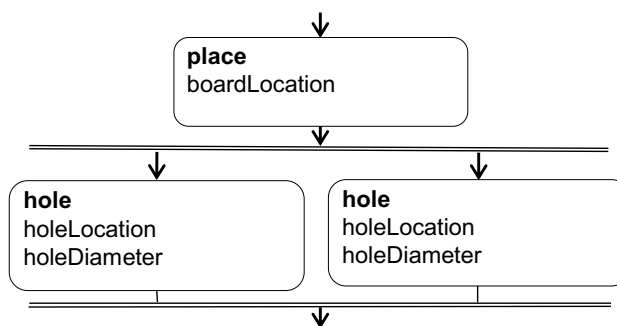 place
boardLocation
hole
holeLocation
holeDiameter
hole
holeLocation
holeDiameter